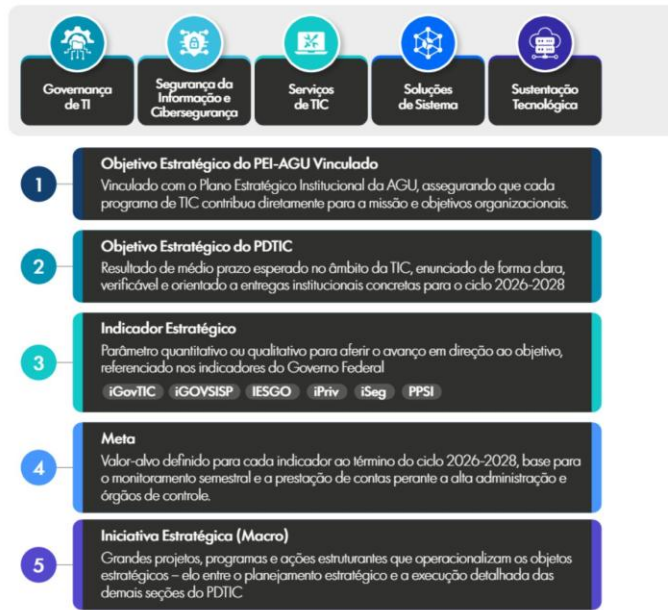 Governança
de TI
Segurança da
Informação e
Cibersegurança
Serviços
de TIC
Soluções
de Sistema
Sustentação
Tecnológica
1
Objetivo Estratégico do PEI-AGU Vinculado
Vinculado com o Plano Estratégico Institucional da AGU, assegurando que cada
programa de TIC contribua diretamente para a missão e objetivos organizacionais.
2
Objetivo Estratégico do PDTIC
Resultado de médio prazo esperado no âmbito da TIC, enunciado de forma clara,
verificável e orientado a entregas institucionais concretas para o ciclo 2026-2028
3
Indicador Estratégico
Parâmetro quantitativo ou qualitativo para aferir o avanço em direção ao objetivo,
referenciado nos indicadores do Governo Federal
iGovTIC iGOVSISP IESGO iPriv iSeg PPSI
4
Meta
Valor-alvo definido para cada indicador ao término do ciclo 2026-2028, base para
o monitoramento semestral e a prestação de contas perante a alta administração e
órgãos de controle.
5
Iniciativa Estratégica (Macro)
Grandes projetos, programas e ações estruturantes que operacionalizam os objetos
estratégicos – elo entre o planejamento estratégico e a execução detalhada das
demais seções do PDTIC